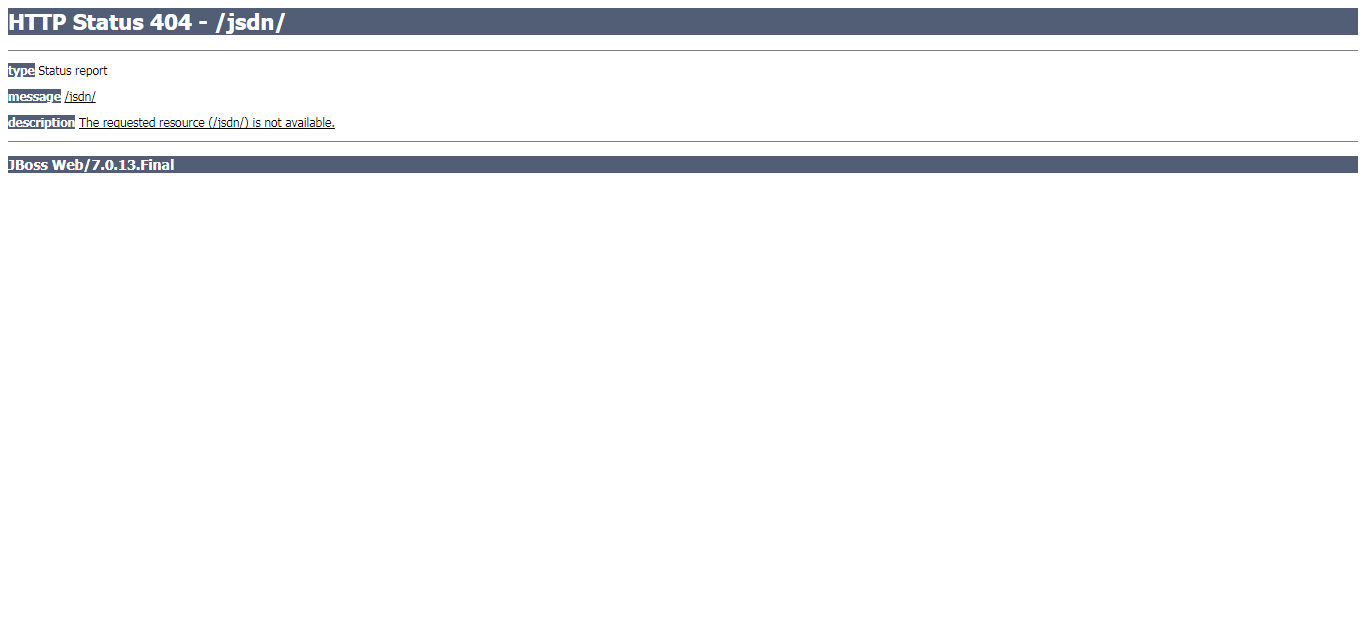 HTTP Status 404 - /jsdn/
type Status report
message /jsdn/
description The requested resource (/jsdn/) is not available.
JBoss Web/7.0.13.Final